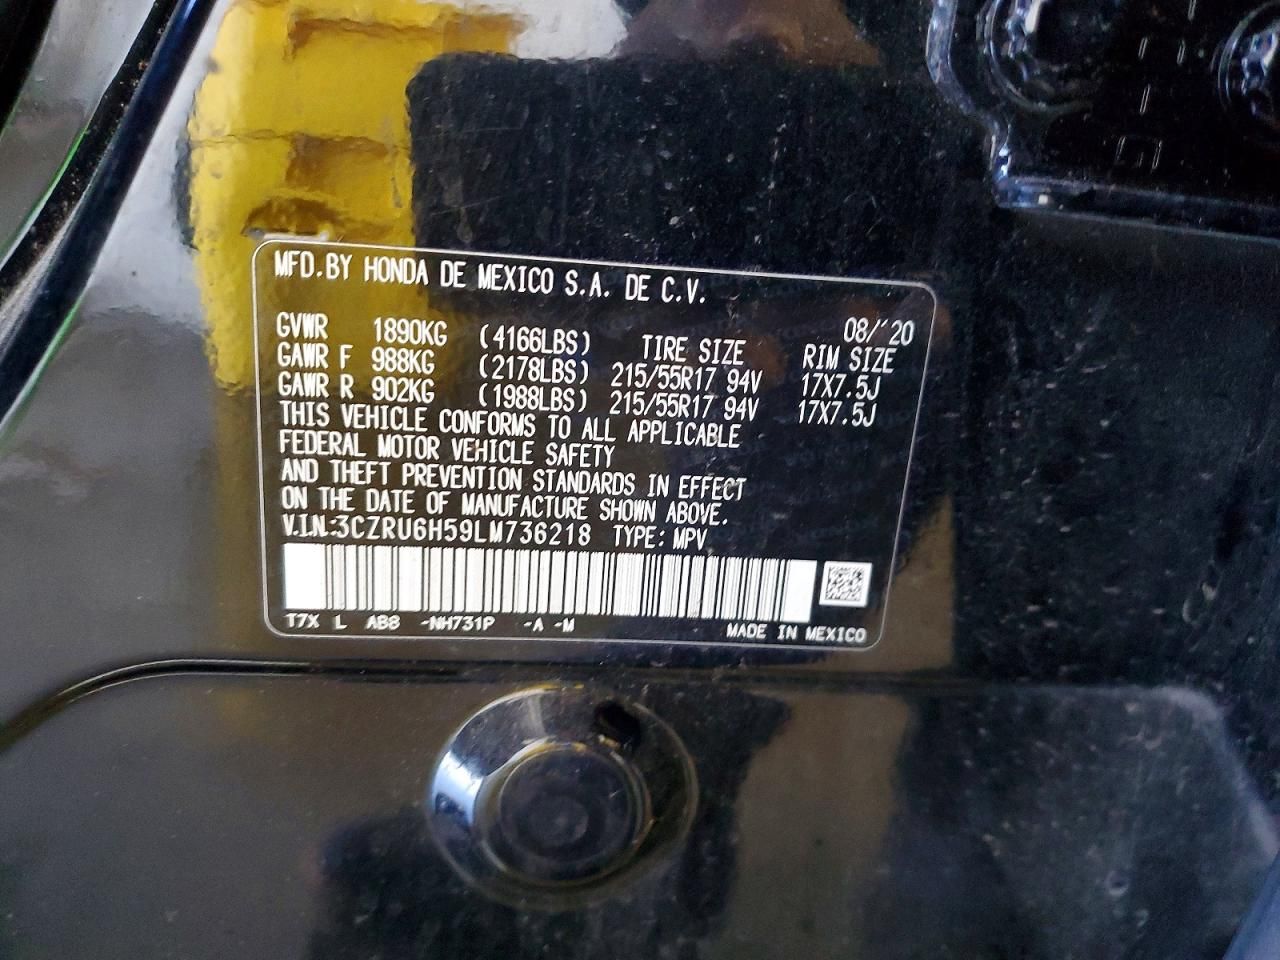 MFD.BY HONDA DE MEXICO S.A. DE C.V.
08/'20
GVWR 1890KG (4166LBS) TIRE SIZE RIM SIZE
GAWR F 988KG (2178LBS) 215/55R17 94V 17X7.5J
GAWR R 902KG (1988LBS) 215/55R17 94V 17X7.5J
THIS VEHICLE CONFORMS TO ALL APPLICABLE
FEDERAL MOTOR VEHICLE SAFETY
AND THEFT PREVENTION STANDARDS IN EFFECT
ON THE DATE OF MANUFACTURE SHOWN ABOVE.
V.I.N.:3CZRU6H59LM736218 TYPE: MPV
T7X L AB8 -NH731P -A -M
MADE IN MEXICO